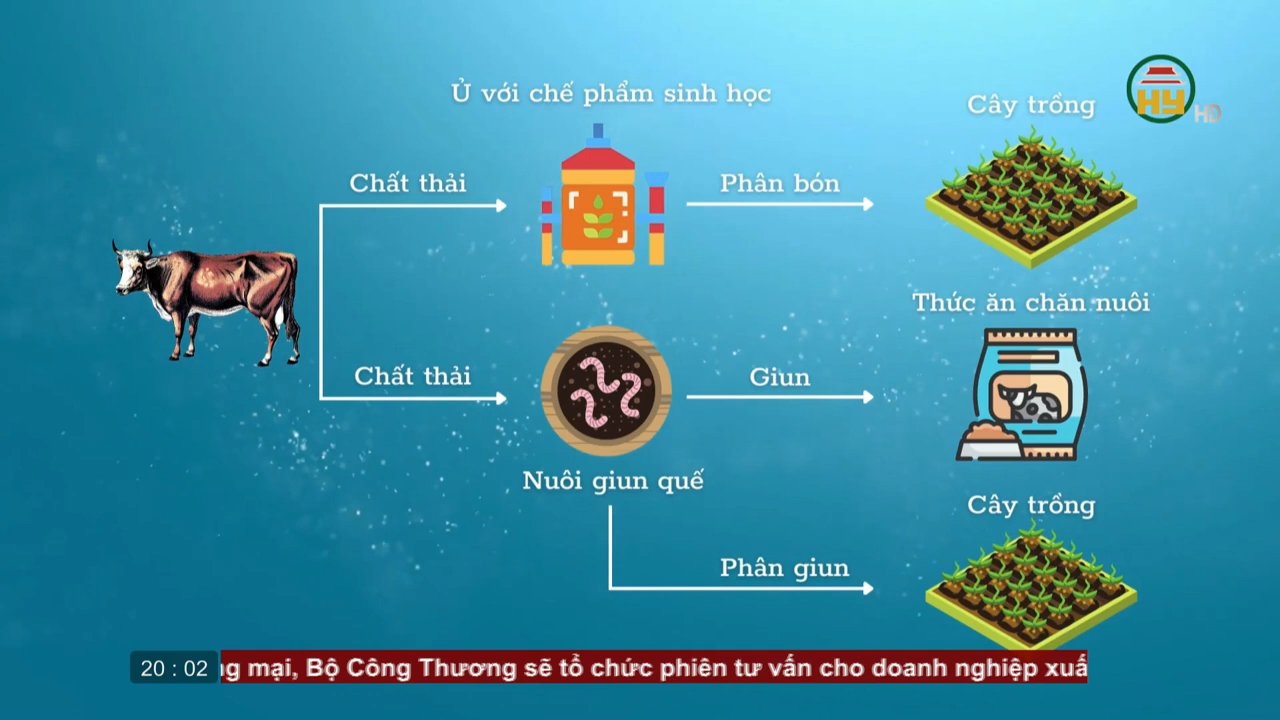 Ủ với chế phẩm sinh học
Cây trồng
HY
HD
Chất thải
Phân bón
Thức ăn chăn nuôi
Chất thải
Giun
Nuôi giun quế
Cây trồng
Phân giun
20 : 02
mại, Bộ Công Thương sẽ tổ chức phiên tư vấn cho doanh nghiệp